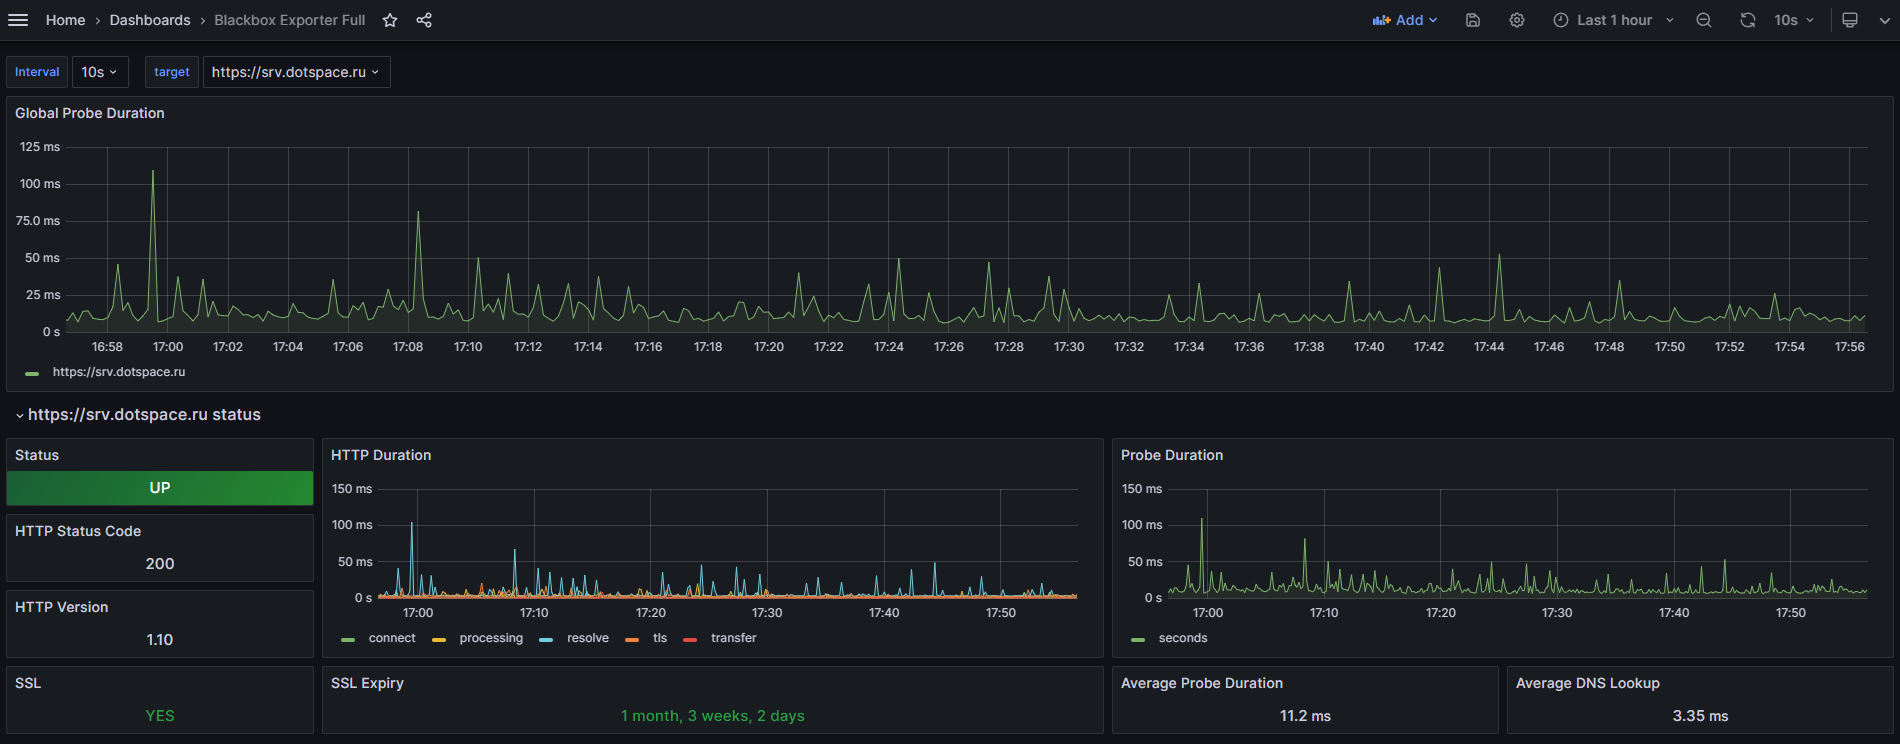 Home › Dashboards › Blackbox Exporter Full Add Last 1 hour 10s
Interval 10s target https://srv.dotspace.ru
Global Probe Duration
125 ms
100 ms
75.0 ms
50 ms
25 ms
0 s
16:58 17:00 17:02 17:04 17:06 17:08 17:10 17:12 17:14 17:16 17:18 17:20 17:22 17:24 17:26 17:28 17:30 17:32 17:34 17:36 17:38 17:40 17:42 17:44 17:46 17:48 17:50 17:52 17:54 17:56
https://srv.dotspace.ru
https://srv.dotspace.ru status
Status
UP
HTTP Status Code
200
HTTP Version
1.10
SSL
YES
HTTP Duration
150 ms
100 ms
50 ms
0 s
17:00 17:10 17:20 17:30 17:40 17:50
connect processing resolve tls transfer
Probe Duration
150 ms
100 ms
50 ms
0 s
17:00 17:10 17:20 17:30 17:40 17:50
seconds
SSL Expiry
1 month, 3 weeks, 2 days
Average Probe Duration
11.2 ms
Average DNS Lookup
3.35 ms